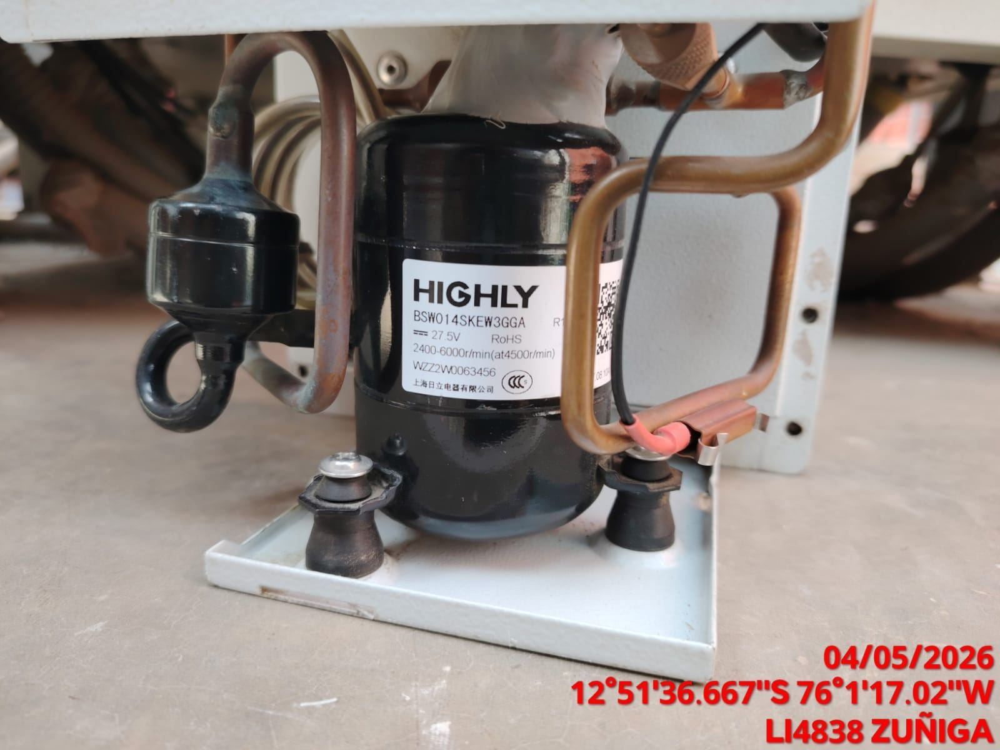 HIGHLY
BSW014SKEW3GGA
27.5V RoHS
2400-6000r/min(at4500r/min)
WZZ2W0063456
上海日立电器有限公司
CCC S
04/05/2026
12°51'36.667"S 76°1'17.02"W
LI4838 ZUÑIGA